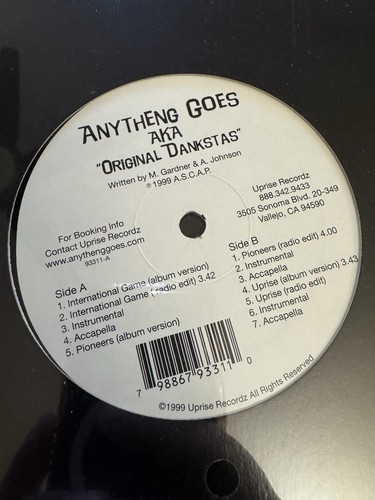 ANYTHENG GOES
AKA
"ORIGINAL DANKSTAS"
Written by M. Gardner & A. Johnson
℗ 1999 A.S.C.A.P.
For Booking Info
Contact Uprise Recordz
www.anythenggoes.com
93311-A
Uprise Recordz
888.342.9433
3505 Sonoma Blvd. 20-349
Vallejo, CA 94590
Side A
1. International Game (album version)
2. International Game (radio edit) 3.42
3. Instrumental
4. Accapella
5. Pioneers (album version)
Side B
1. Pioneers (radio edit) 4.00
2. Instrumental
3. Acapella
4. Uprise (album version) 3.43
5. Uprise (radio edit)
6. Instrumental
7. Accapella
7 98867 93311 0
©1999 Uprise Recordz All Rights Reserved